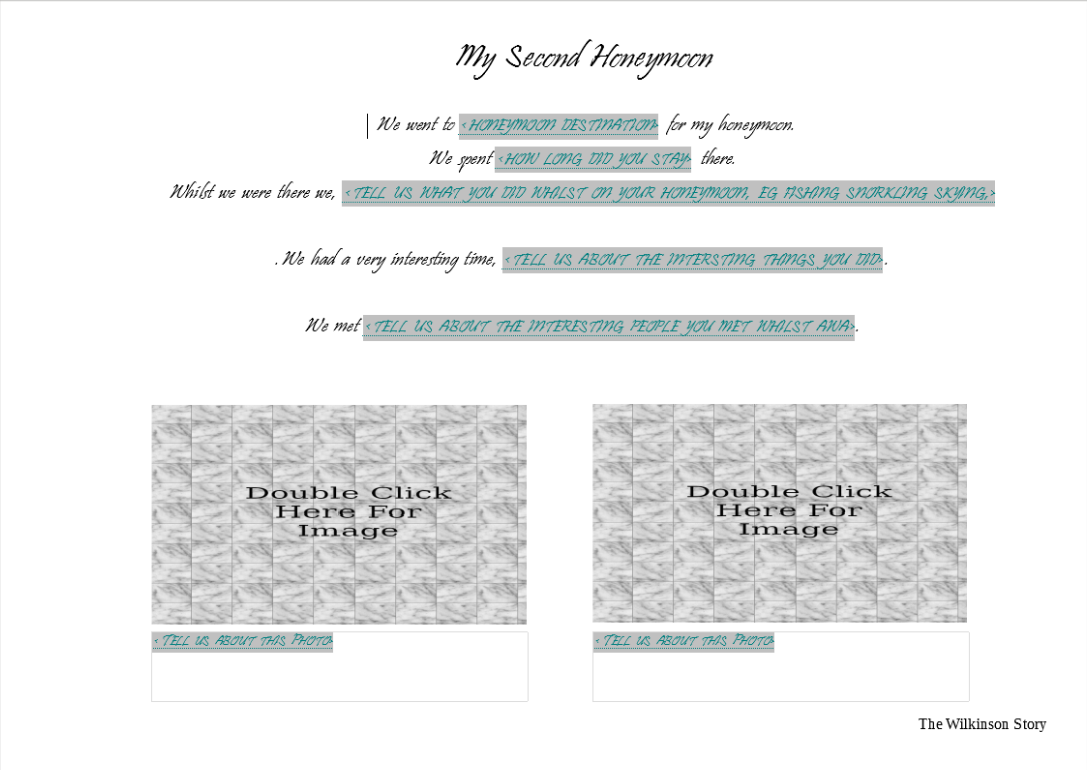 My Second Honeymoon
We went to <HONEYMOON DESTINATION> for my honeymoon.
We spent <HOW LONG DID YOU STAY> there.
Whilst we were there we, <TELL US WHAT YOU DID WHILST ON YOUR HONEYMOON, EG FISHING SNORKLING SKYING,>
. We had a very interesting time, <TELL US ABOUT THE INTERSTING THINGS YOU DID>.
We met <TELL US ABOUT THE INTERESTING PEOPLE YOU MET WHILST AWA>.
Double Click
Here For
Image
Double Click
Here For
Image
<TELL US ABOUT THIS PHOTO>
<TELL US ABOUT THIS PHOTO>
The Wilkinson Story